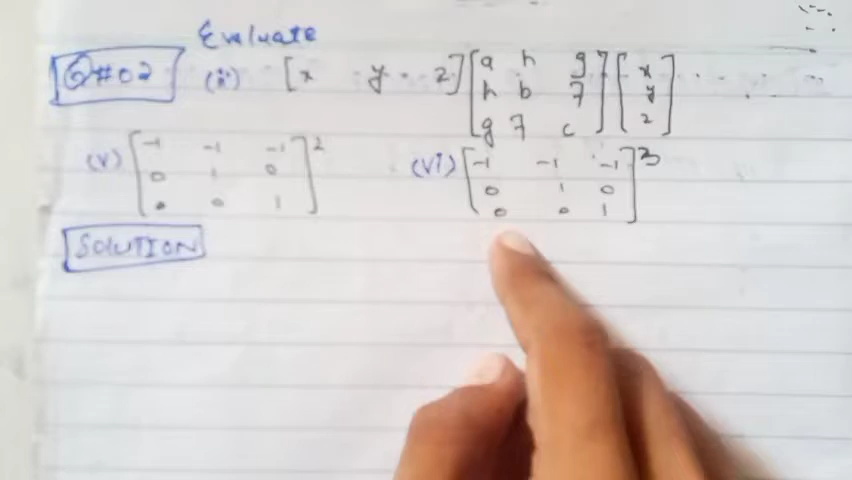 Evaluate
Q#02 (ii) [x y z] [a h g] [x]
[h b f] [y]
[g f c] [z]
(v) [-1 -1 -1]² (vi) [-1 -1 -1]³
[0 1 0] [0 1 0]
[0 0 1] [0 0 1]
SOLUTION